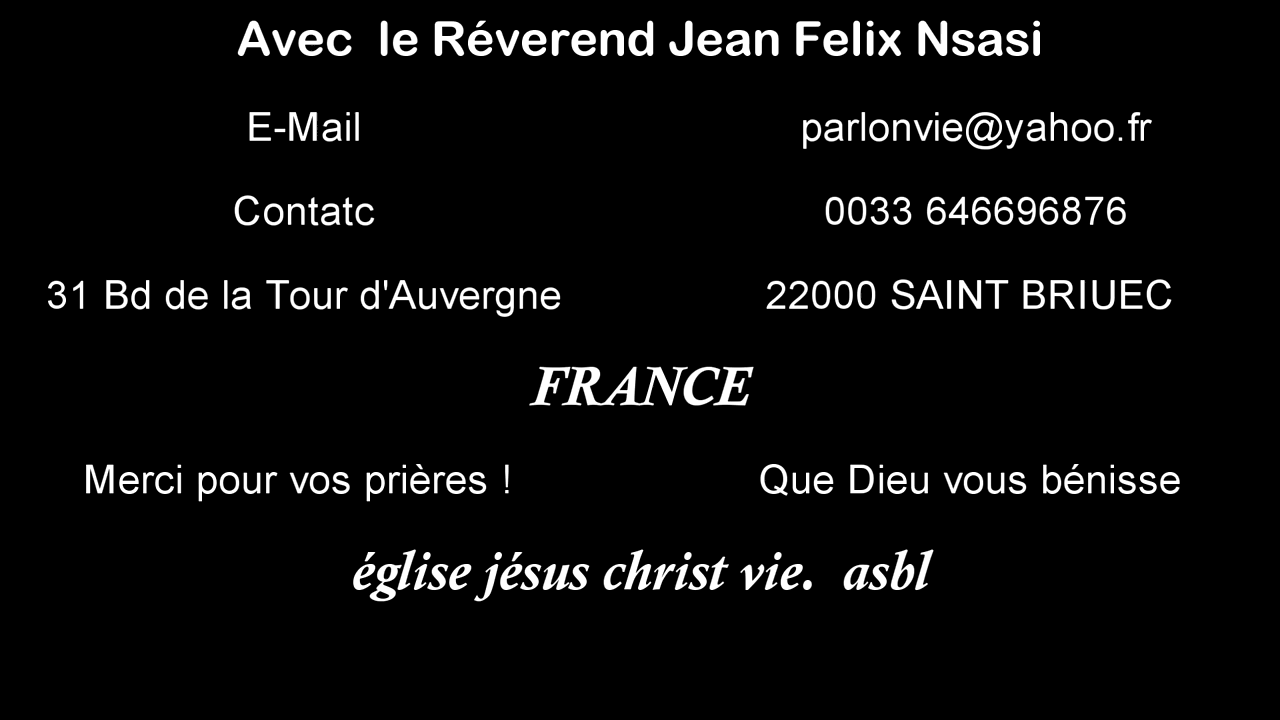 Avec le Réverend Jean Felix Nsasi
E-Mail parlonvie@yahoo.fr
Contatc 0033 646696876
31 Bd de la Tour d'Auvergne 22000 SAINT BRIUEC
FRANCE
Merci pour vos prières ! Que Dieu vous bénisse
église jésus christ vie. asbl